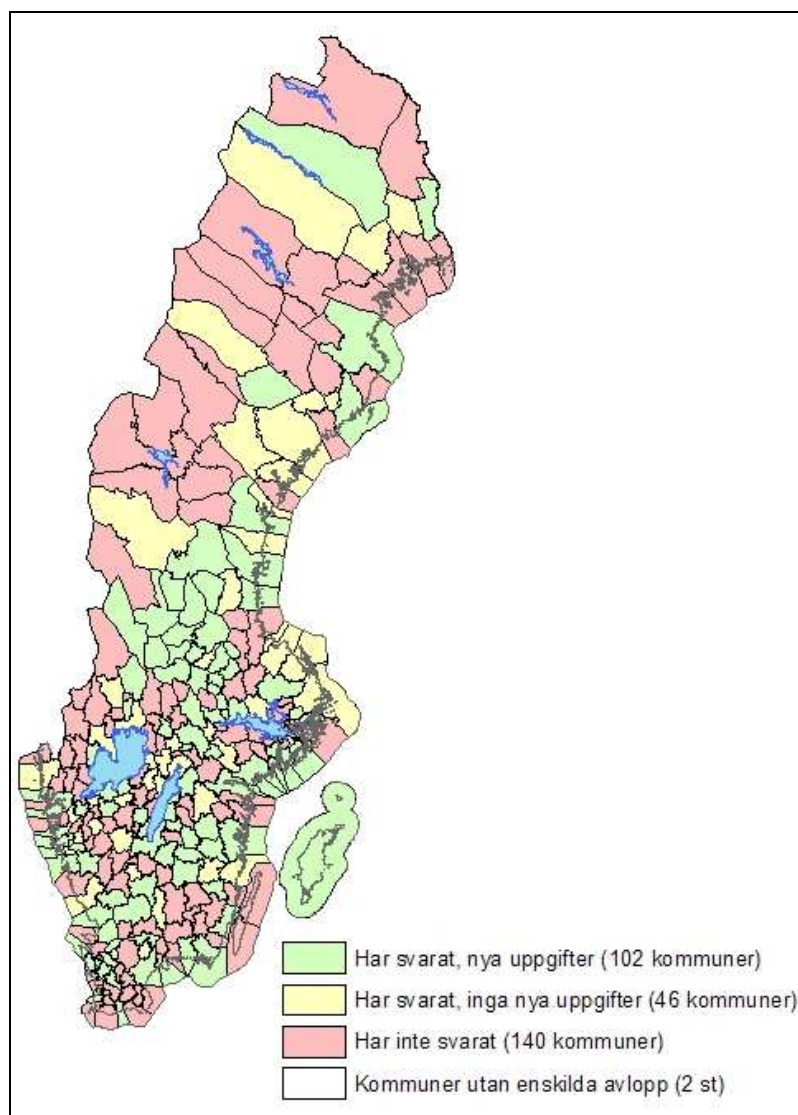 Har svarat, nya uppgifter (102 kommuner)
Har svarat, inga nya uppgifter (46 kommuner)
Har inte svarat (140 kommuner)
Kommuner utan enskilda avlopp (2 st)